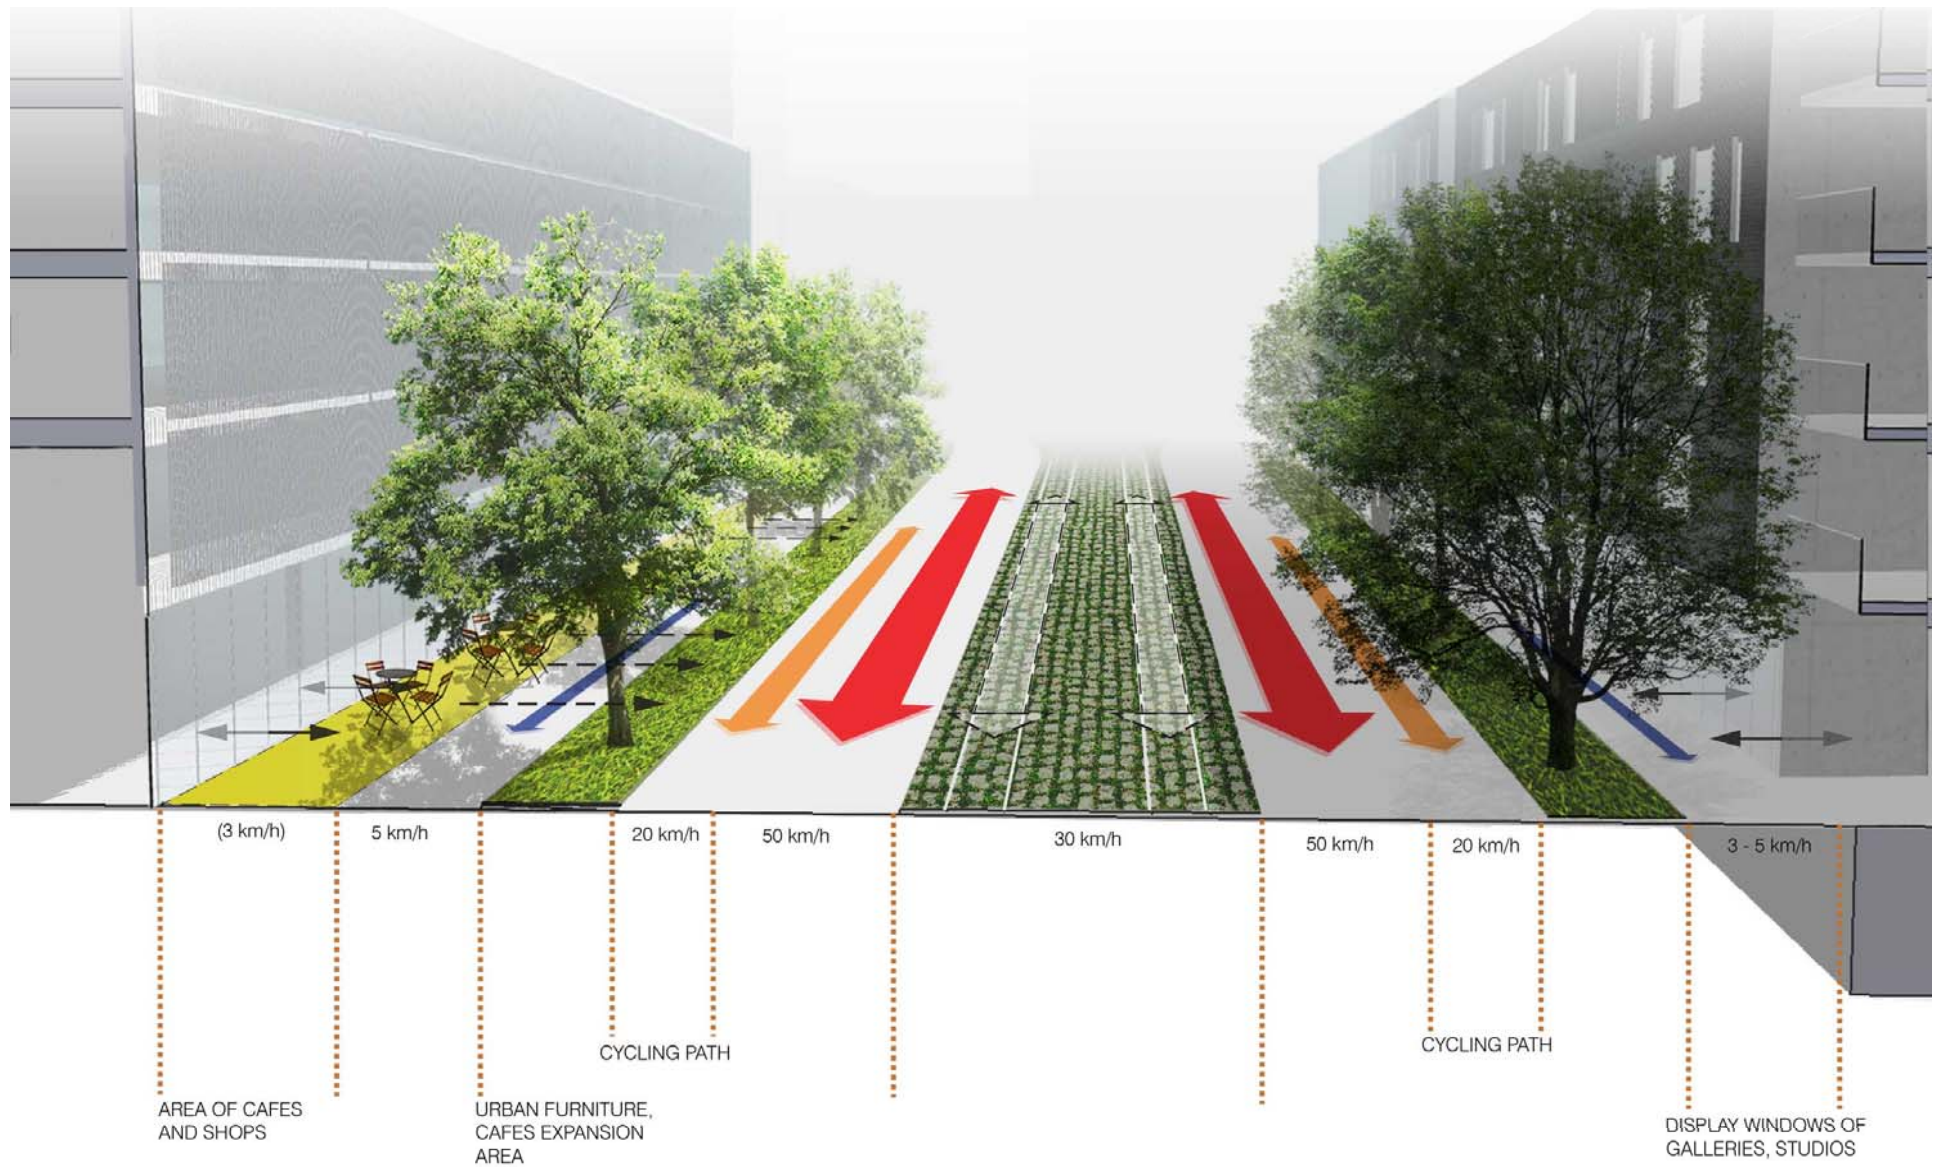 (3 km/h)
5 km/h
20 km/h
50 km/h
30 km/h
50 km/h
20 km/h
3 - 5 km/h
CYCLING PATH
CYCLING PATH
AREA OF CAFES
AND SHOPS
URBAN FURNITURE,
CAFES EXPANSION
AREA
DISPLAY WINDOWS OF
GALLERIES, STUDIOS